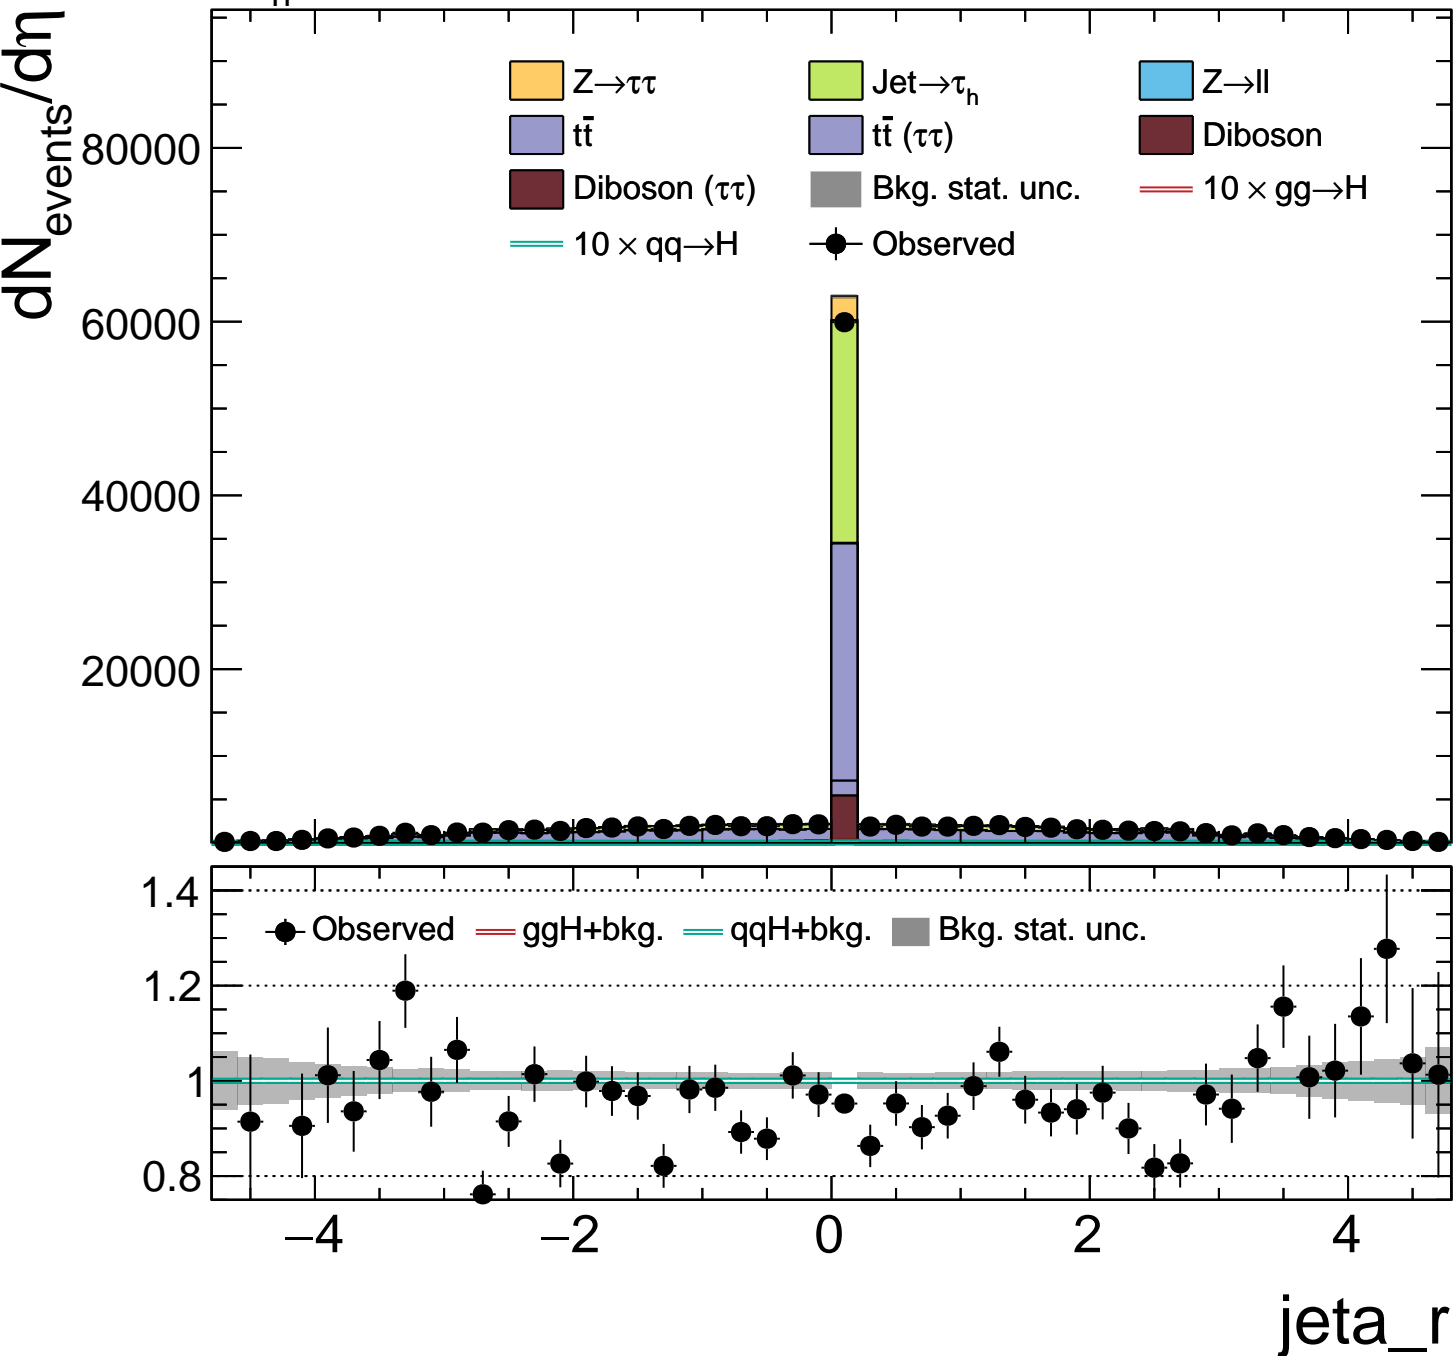 dN_events/dη
Z→ττ Jet→τ_h Z→ll
tt̄ tt̄ (ττ) Diboson
Diboson (ττ) Bkg. stat. unc. 10 × gg→H
10 × qq→H Observed
80000
60000
40000
20000
Observed ggH+bkg. qqH+bkg. Bkg. stat. unc.
1.4
1.2
1
0.8
−4 −2 0 2 4
jeta_r